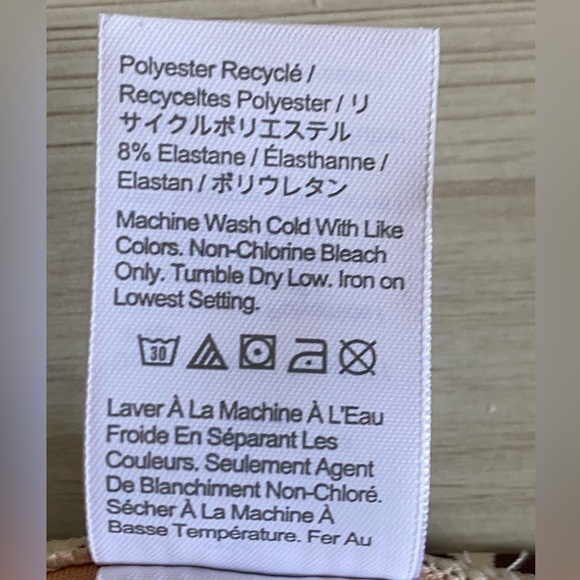 Polyester Recyclé /
Recyceltes Polyester / リ
サイクルポリエステル
8% Elastane / Élasthanne /
Elastan / ポリウレタン
Machine Wash Cold With Like
Colors. Non-Chlorine Bleach
Only. Tumble Dry Low. Iron on
Lowest Setting.
30
Laver À La Machine À L'Eau
Froide En Séparant Les
Couleurs. Seulement Agent
De Blanchiment Non-Chloré.
Sécher À La Machine À
Basse Température. Fer Au